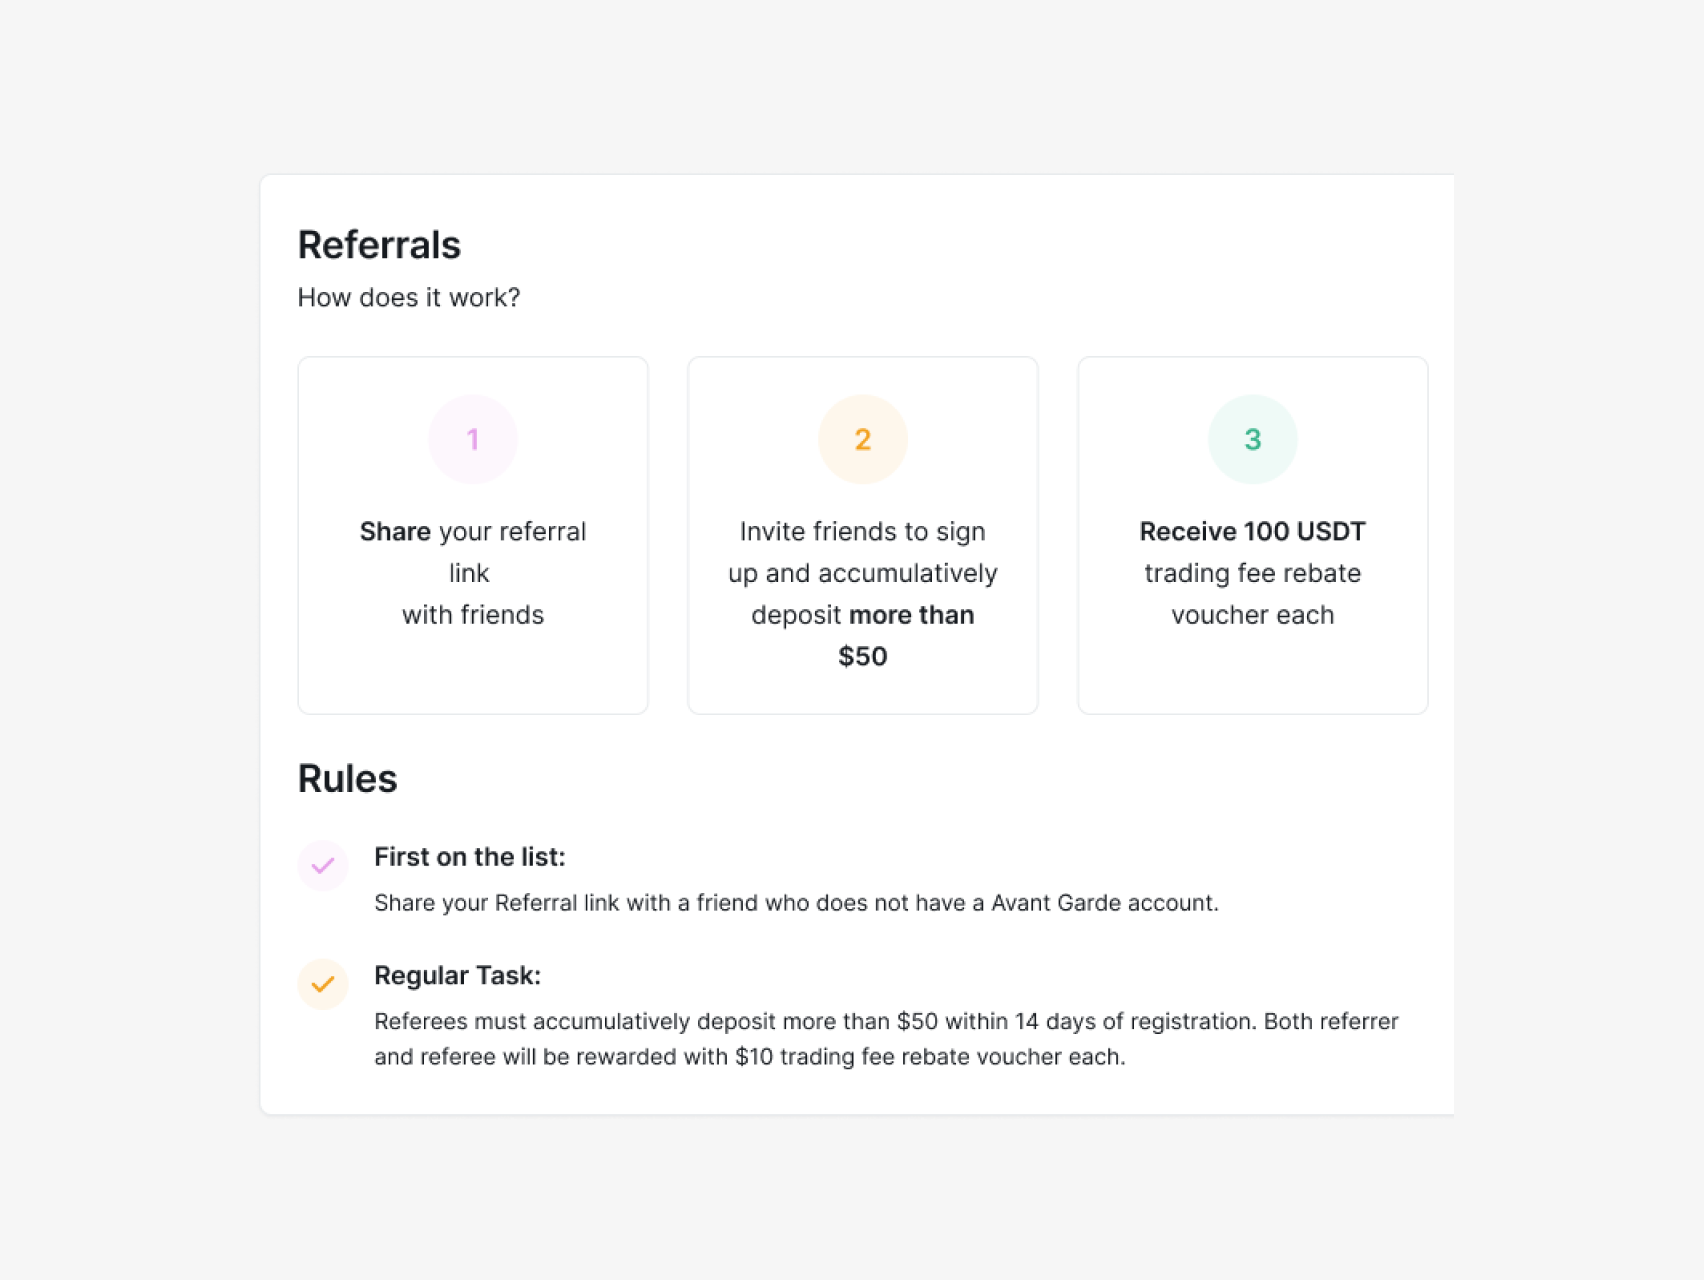 Referrals
How does it work?
1
Share your referral
link
with friends
2
Invite friends to sign
up and accumulatively
deposit more than
$50
3
Receive 100 USDT
trading fee rebate
voucher each
Rules
First on the list:
Share your Referral link with a friend who does not have a Avant Garde account.
Regular Task:
Referees must accumulatively deposit more than $50 within 14 days of registration. Both referrer
and referee will be rewarded with $10 trading fee rebate voucher each.